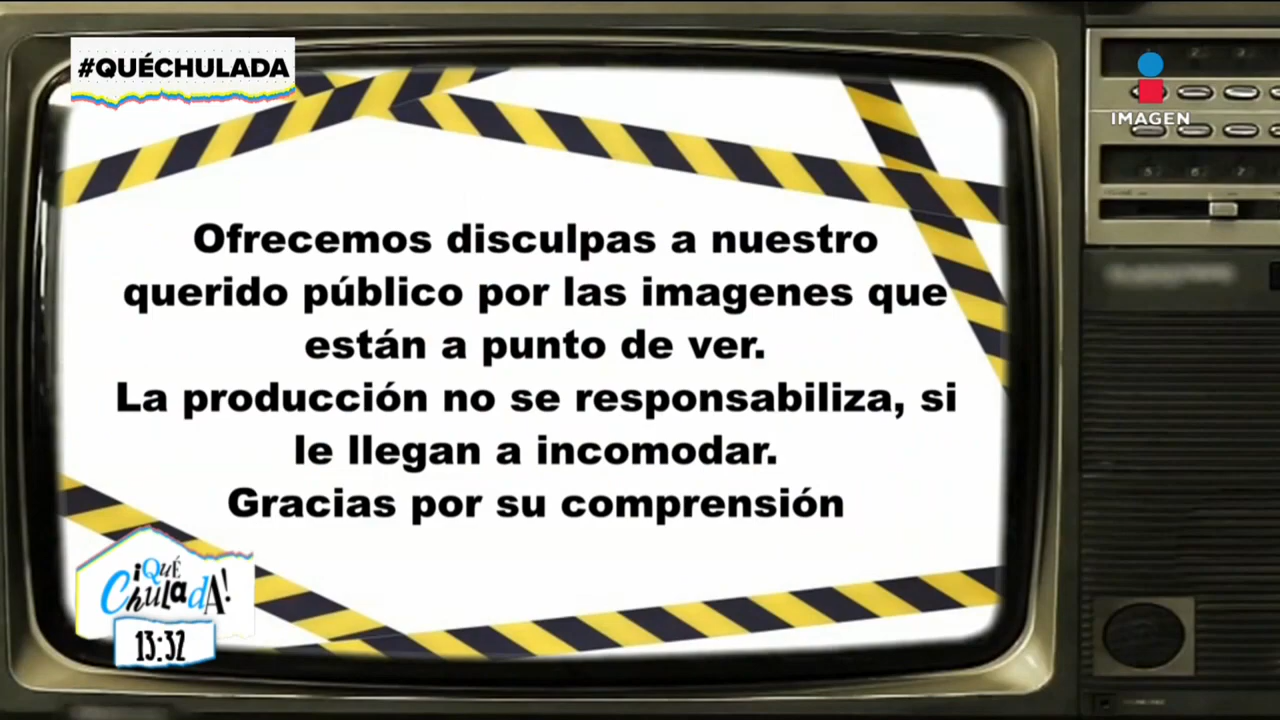 #QUÉCHULADA
IMAGEN
Ofrecemos disculpas a nuestro
querido público por las imagenes que
están a punto de ver.
La producción no se responsabiliza, si
le llegan a incomodar.
Gracias por su comprensión
¡QUÉ
ChuladA!
13:32